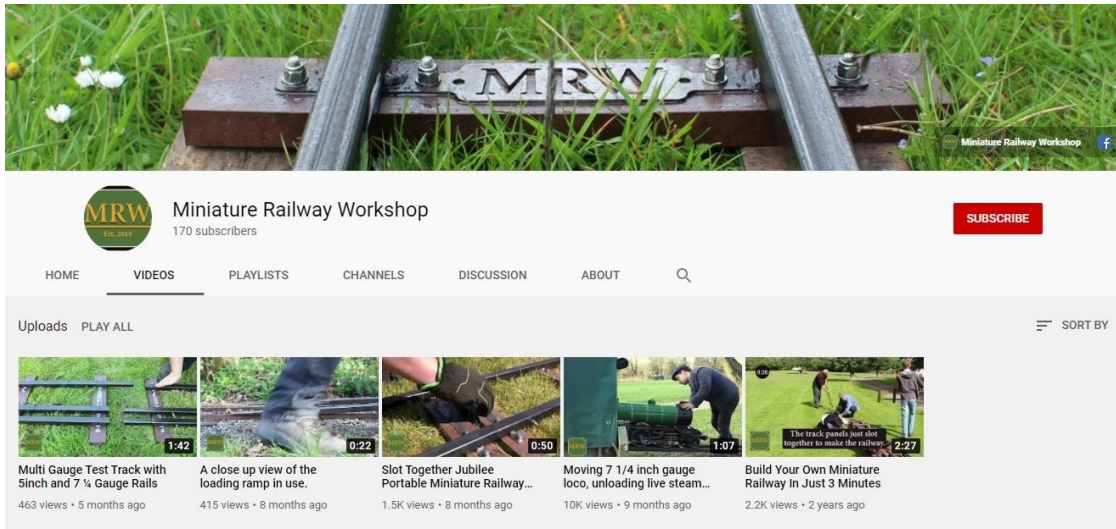 MRW
Miniature Railway Workshop
MRW
Est. 2018
Miniature Railway Workshop
170 subscribers
SUBSCRIBE
HOME VIDEOS PLAYLISTS CHANNELS DISCUSSION ABOUT
Uploads PLAY ALL
SORT BY
1:42
0:22
0:50
1:07
0:28
The track panels just slot
together to make the railway.
2:27
Multi Gauge Test Track with
5inch and 7 ¼ Gauge Rails
463 views • 5 months ago
A close up view of the
loading ramp in use.
415 views • 8 months ago
Slot Together Jubilee
Portable Miniature Railway...
1.5K views • 8 months ago
Moving 7 1/4 inch gauge
loco, unloading live steam...
10K views • 9 months ago
Build Your Own Miniature
Railway In Just 3 Minutes
2.2K views • 2 years ago